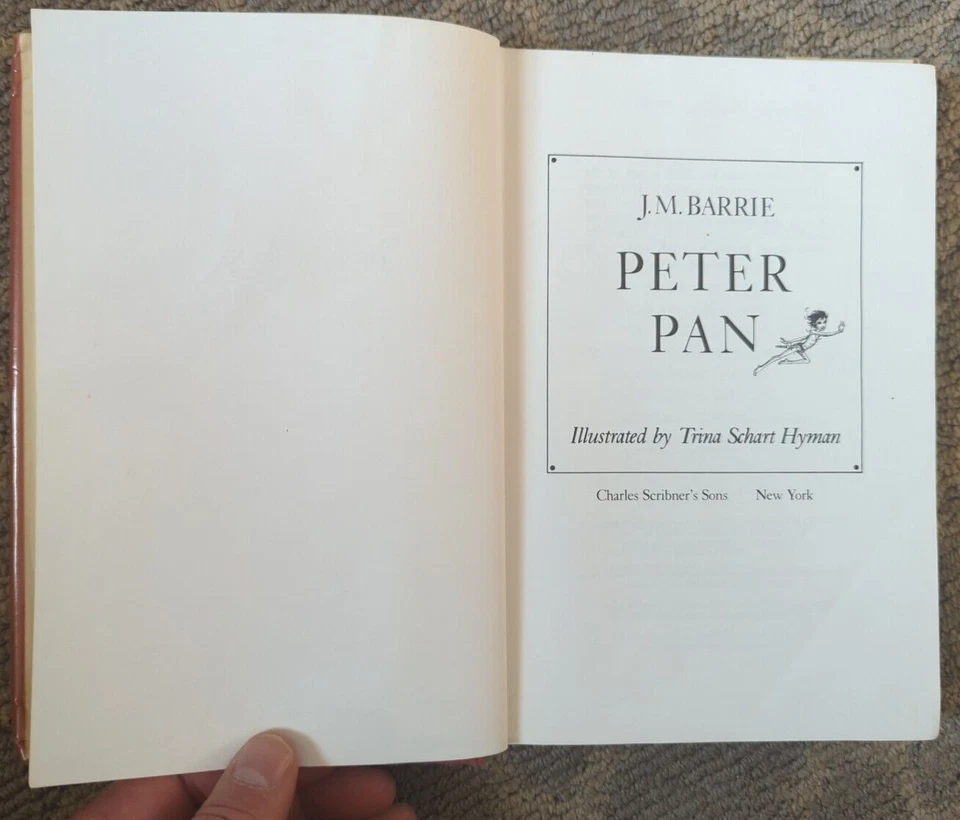 J. M. BARRIE
PETER
PAN
Illustrated by Trina Schart Hyman
Charles Scribner's Sons New York